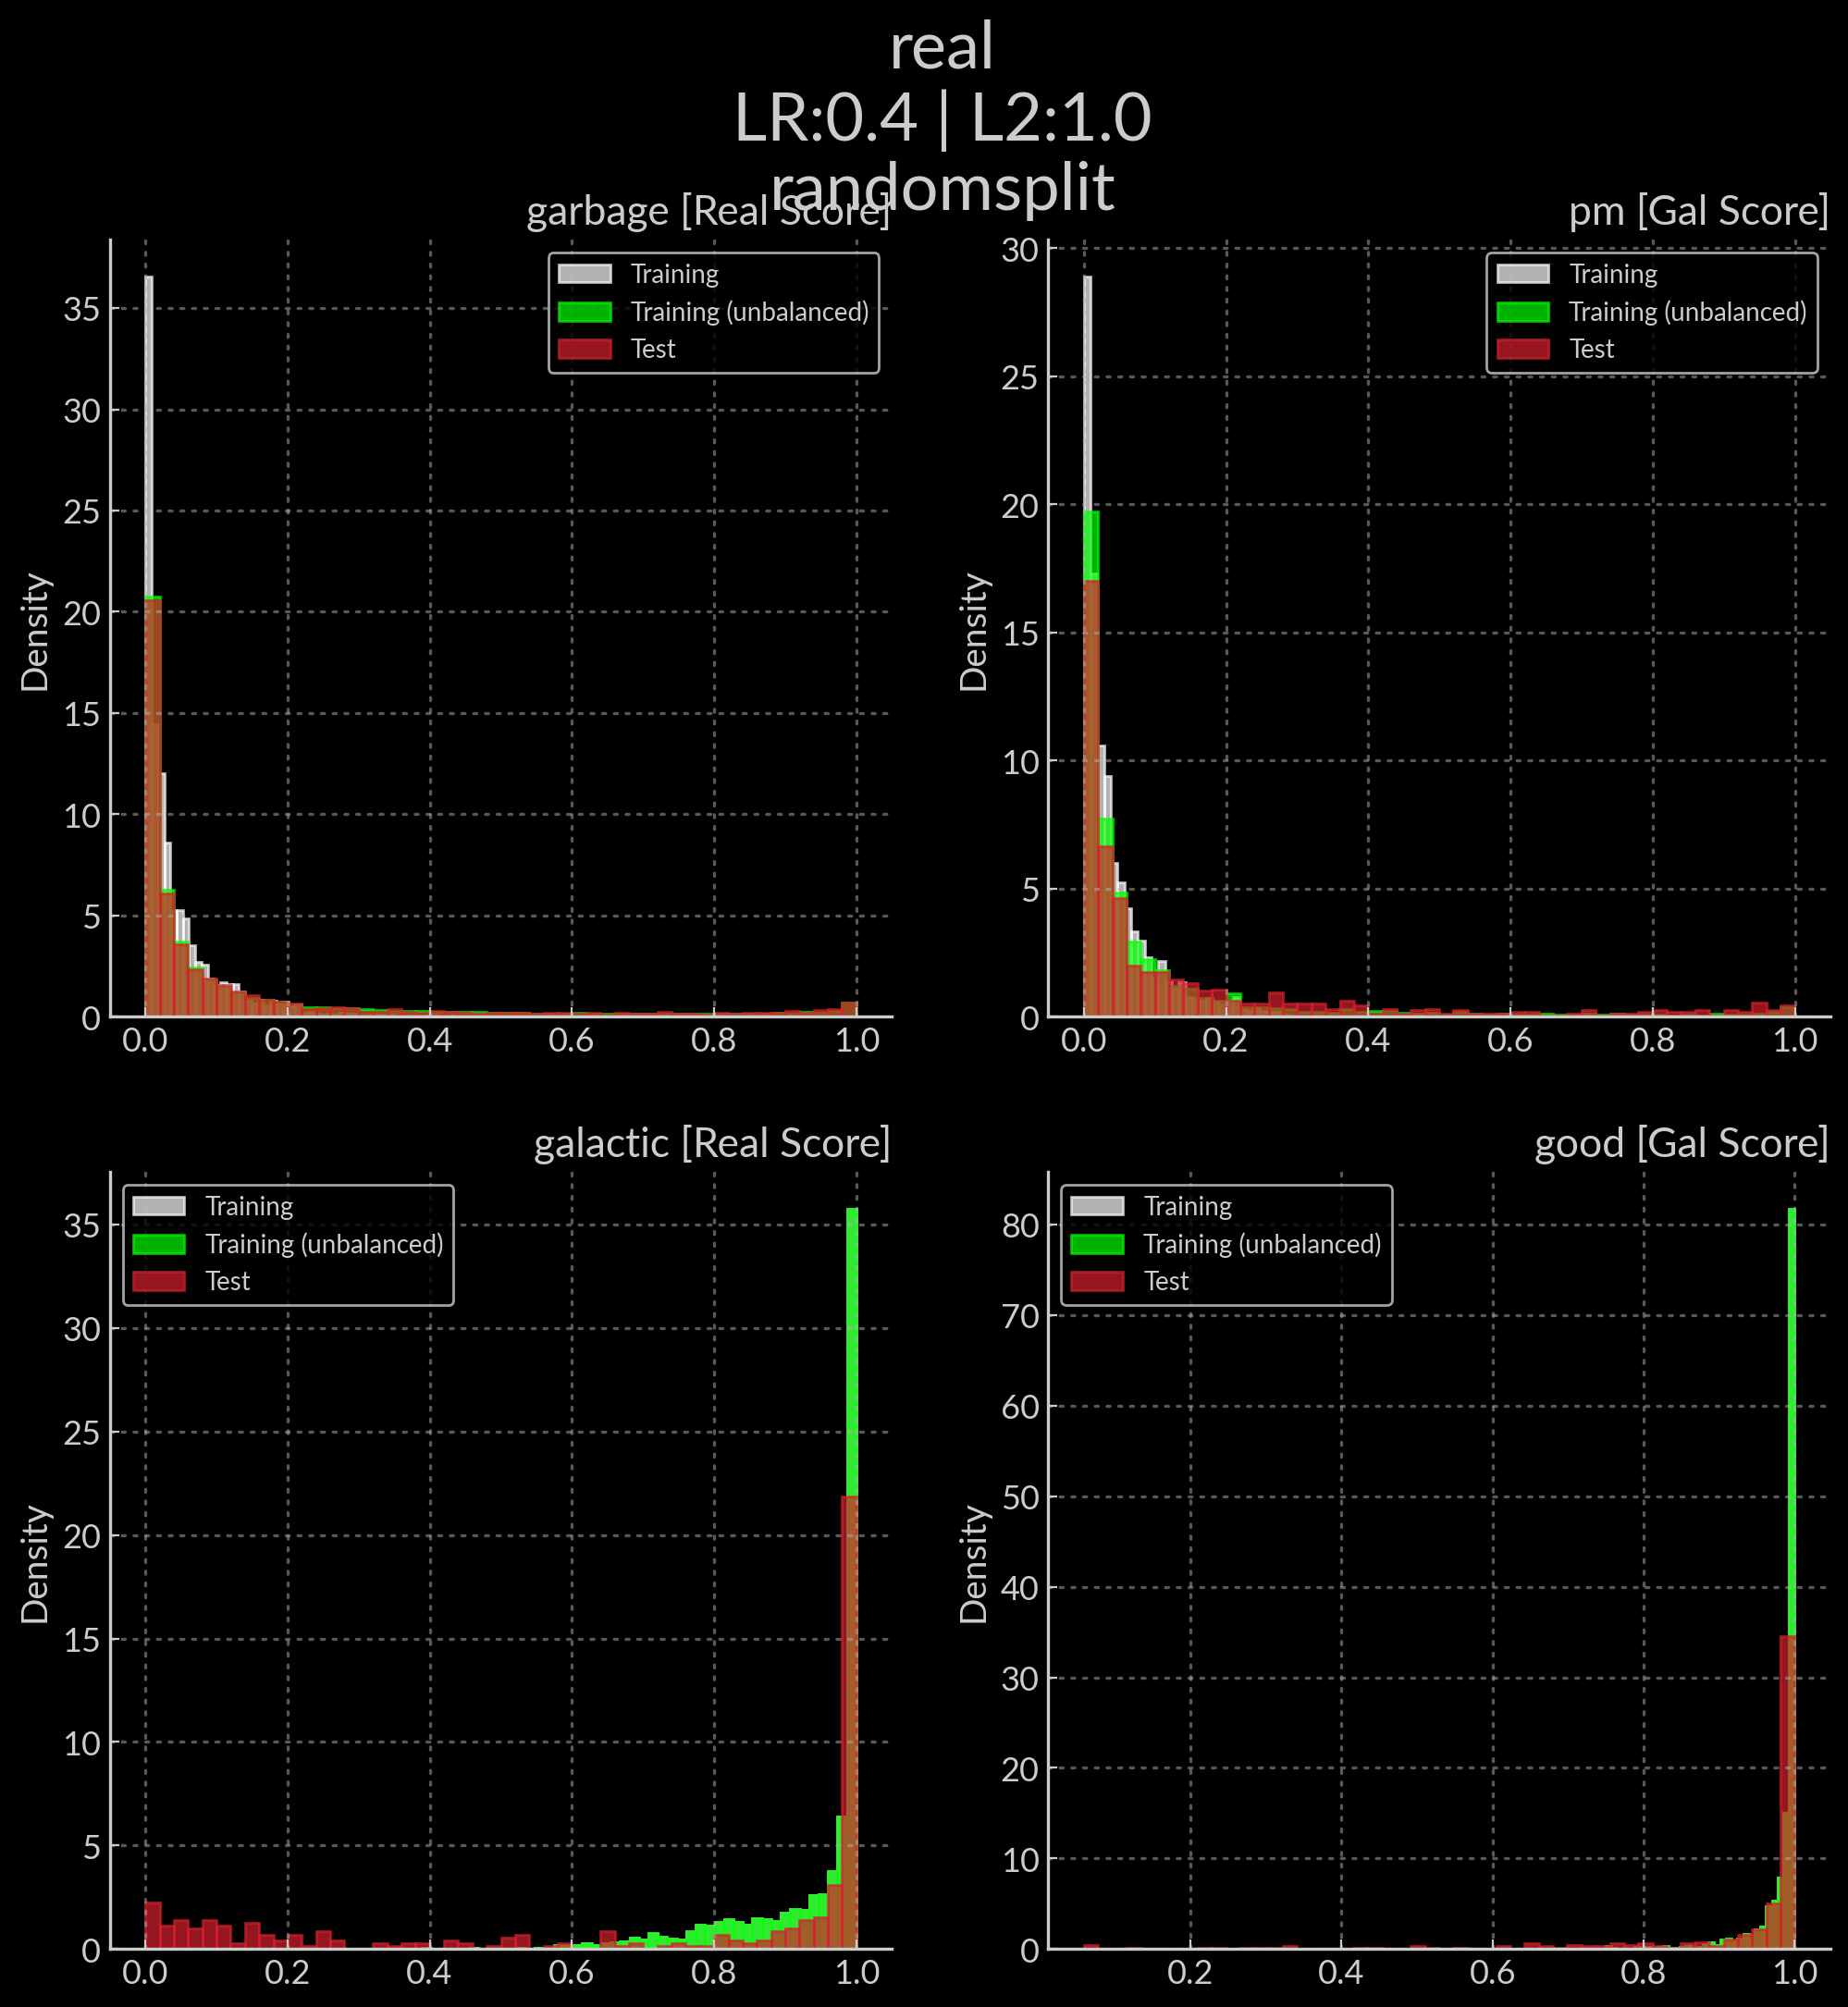 real
LR:0.4 | L2:1.0
randomsplit
garbage [Real Score]
Training
Training (unbalanced)
Test
Density
35
30
25
20
15
10
5
0
0.0 0.2 0.4 0.6 0.8 1.0
pm [Gal Score]
Training
Training (unbalanced)
Test
Density
30
25
20
15
10
5
0
0.0 0.2 0.4 0.6 0.8 1.0
galactic [Real Score]
Training
Training (unbalanced)
Test
Density
35
30
25
20
15
10
5
0
0.0 0.2 0.4 0.6 0.8 1.0
good [Gal Score]
Training
Training (unbalanced)
Test
Density
80
70
60
50
40
30
20
10
0
0.2 0.4 0.6 0.8 1.0